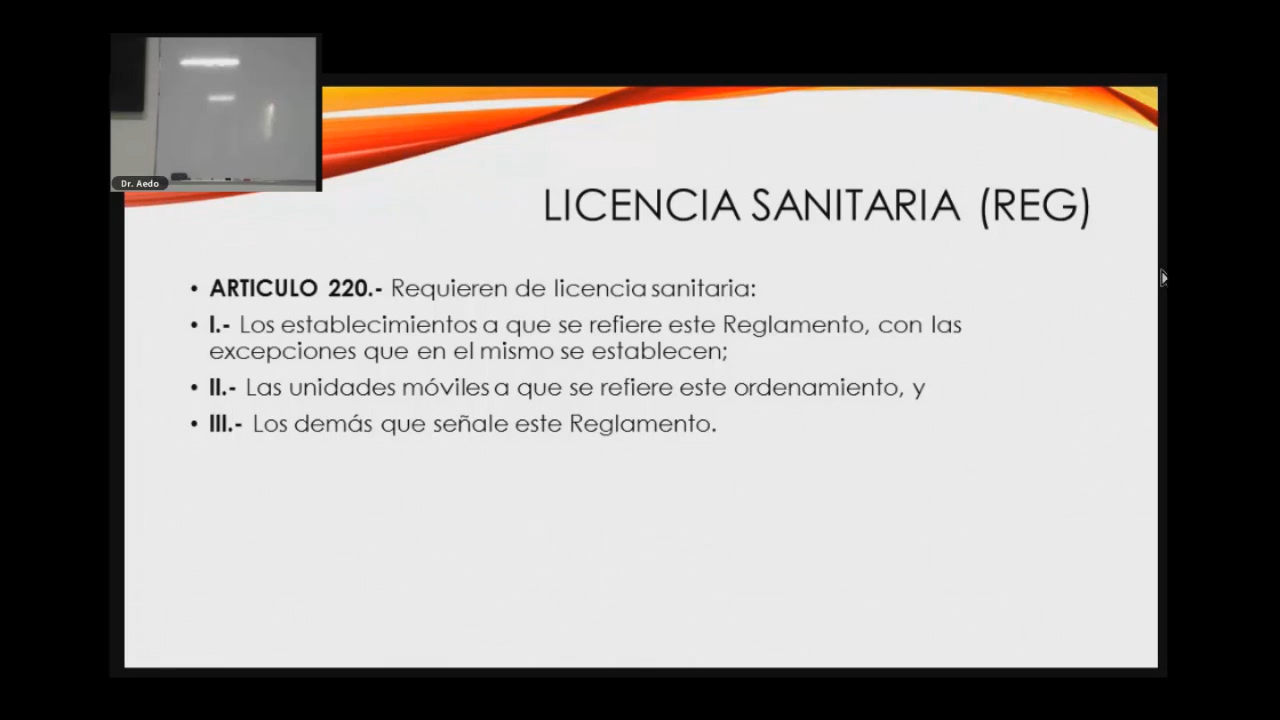 Dr. Aedo
LICENCIA SANITARIA (REG)
• ARTICULO 220.- Requieren de licencia sanitaria:
• I.- Los establecimientos a que se refiere este Reglamento, con las
excepciones que en el mismo se establecen;
• II.- Las unidades móviles a que se refiere este ordenamiento, y
• III.- Los demás que señale este Reglamento.